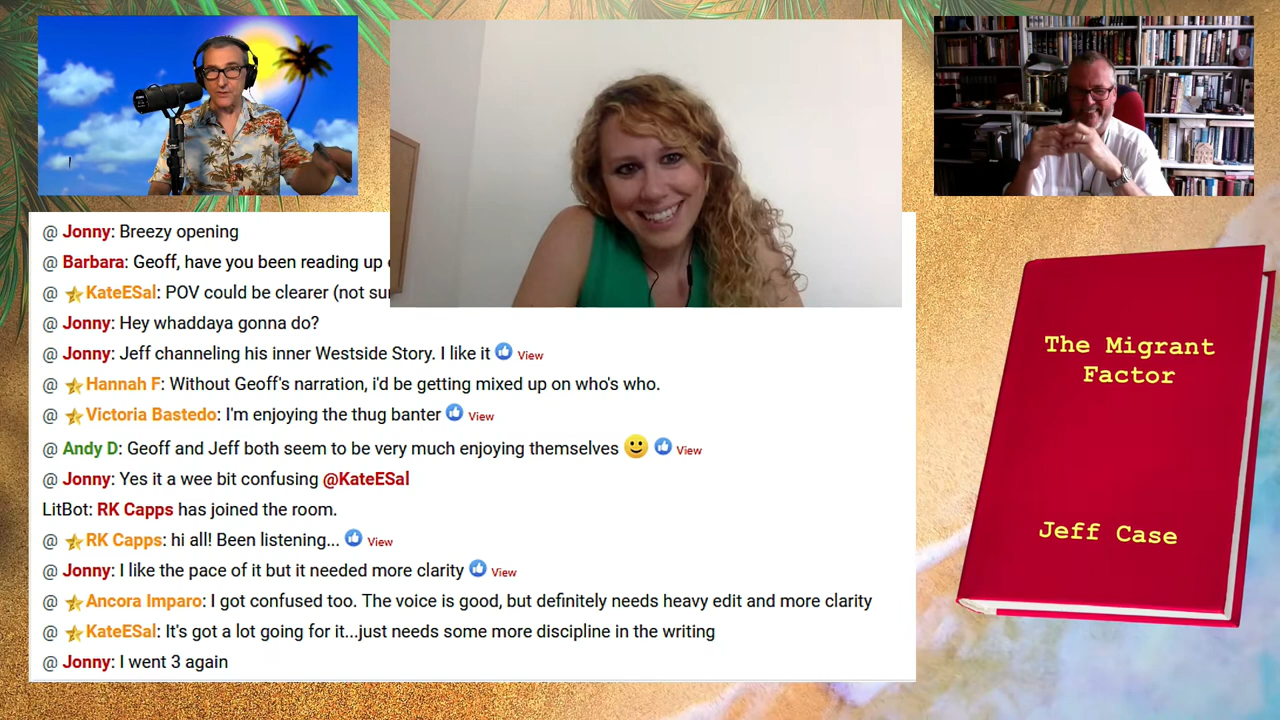 @ Jonny: Breezy opening
@ Barbara: Geoff, have you been reading up
@ KateESal: POV could be clearer (not
@ Jonny: Hey whaddaya gonna do?
@ Jonny: Jeff channeling his inner Westside Story. I like it View
@ Hannah F: Without Geoff's narration, i'd be getting mixed up on who's who.
@ Victoria Bastedo: I'm enjoying the thug banter View
@ Andy D: Geoff and Jeff both seem to be very much enjoying themselves View
@ Jonny: Yes it a wee bit confusing @KateESal
LitBot: RK Capps has joined the room.
@ RK Capps: hi all! Been listening... View
@ Jonny: I like the pace of it but it needed more clarity View
@ Ancora Imparo: I got confused too. The voice is good, but definitely needs heavy edit and more clarity
@ KateESal: It's got a lot going for it...just needs some more discipline in the writing
@ Jonny: I went 3 again
The Migrant
Factor
Jeff Case